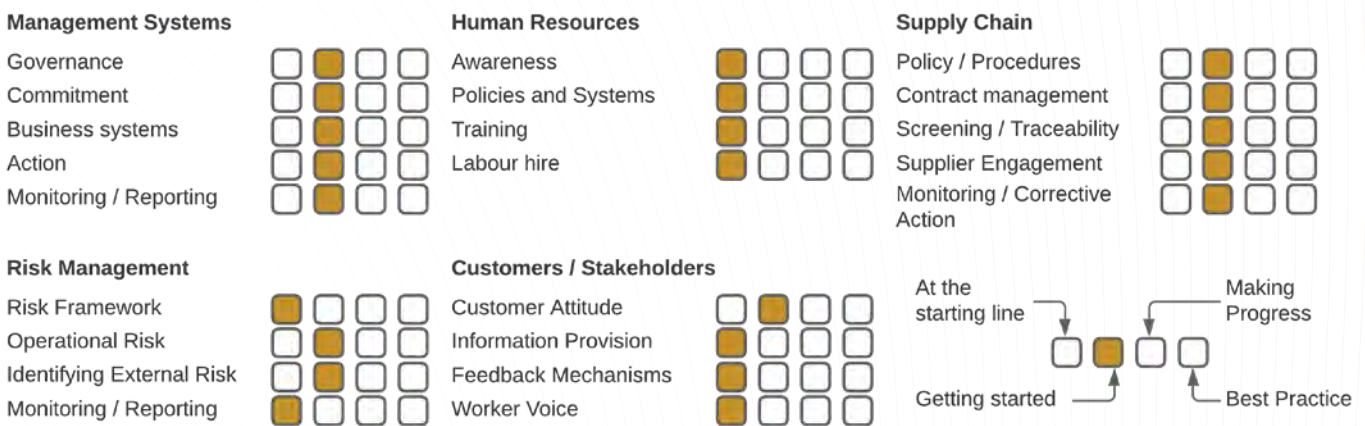 Management Systems
Governance
Commitment
Business systems
Action
Monitoring / Reporting
Human Resources
Awareness
Policies and Systems
Training
Labour hire
Supply Chain
Policy / Procedures
Contract management
Screening / Traceability
Supplier Engagement
Monitoring / Corrective
Action
Risk Management
Risk Framework
Operational Risk
Identifying External Risk
Monitoring / Reporting
Customers / Stakeholders
Customer Attitude
Information Provision
Feedback Mechanisms
Worker Voice
At the
starting line
Making
Progress
Getting started
Best Practice